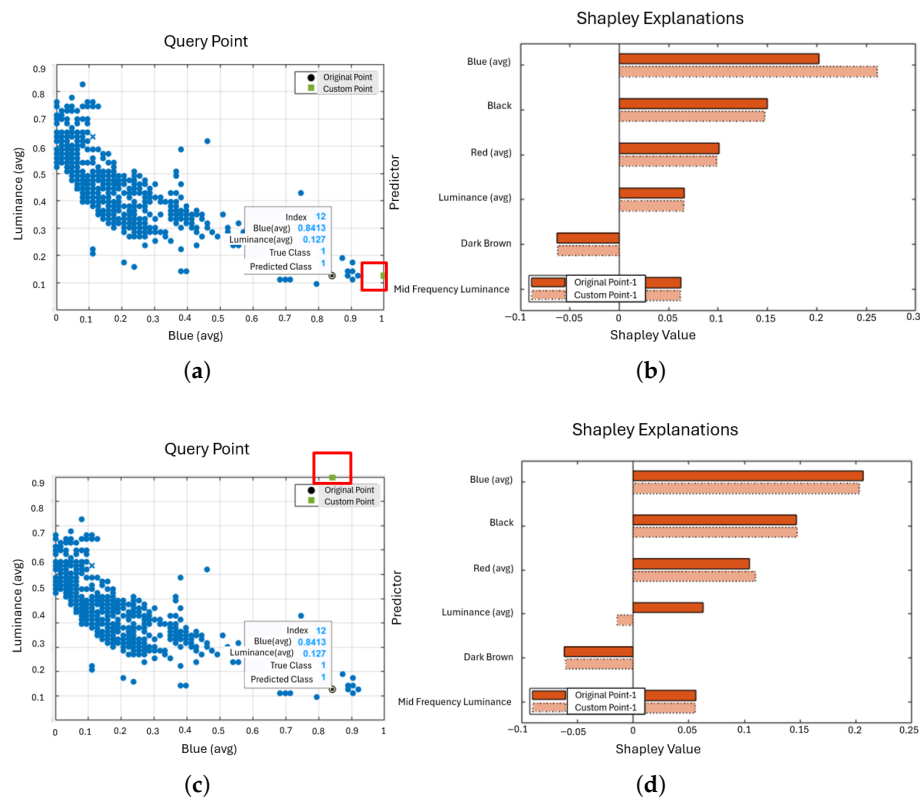 Query Point
0.9
0.8
0.7
0.6
0.5
0.4
0.3
0.2
0.1
Luminance (avg)
Original Point
Custom Point
Index 12
Blue(avg) 0.8413
Luminance(avg) 0.127
True Class 1
Predicted Class 1
0 0.1 0.2 0.3 0.4 0.5 0.6 0.7 0.8 0.9 1
Blue (avg)
(a)
Shapley Explanations
Predictor
Blue (avg)
Black
Red (avg)
Luminance (avg)
Dark Brown
Mid Frequency Luminance
Original Point-1
Custom Point-1
−0.1 −0.05 0 0.05 0.1 0.15 0.2 0.25 0.3
Shapley Value
(b)
Query Point
0.9
0.9
0.7
0.6
0.5
0.4
0.3
0.2
0.1
Luminance (avg)
Original Point
Custom Point
Index 12
Blue(avg) 0.8413
Luminance(avg) 0.127
True Class 1
Predicted Class 1
0 0.1 0.2 0.3 0.4 0.5 0.6 0.7 0.8 0.9 1
Blue (avg)
(c)
Shapley Explanations
Predictor
Blue (avg)
Black
Red (avg)
Luminance (avg)
Dark Brown
Mid Frequency Luminance
Original Point-1
Custom Point-1
−0.1 −0.05 0 0.05 0.1 0.15 0.2 0.25
Shapley Value
(d)